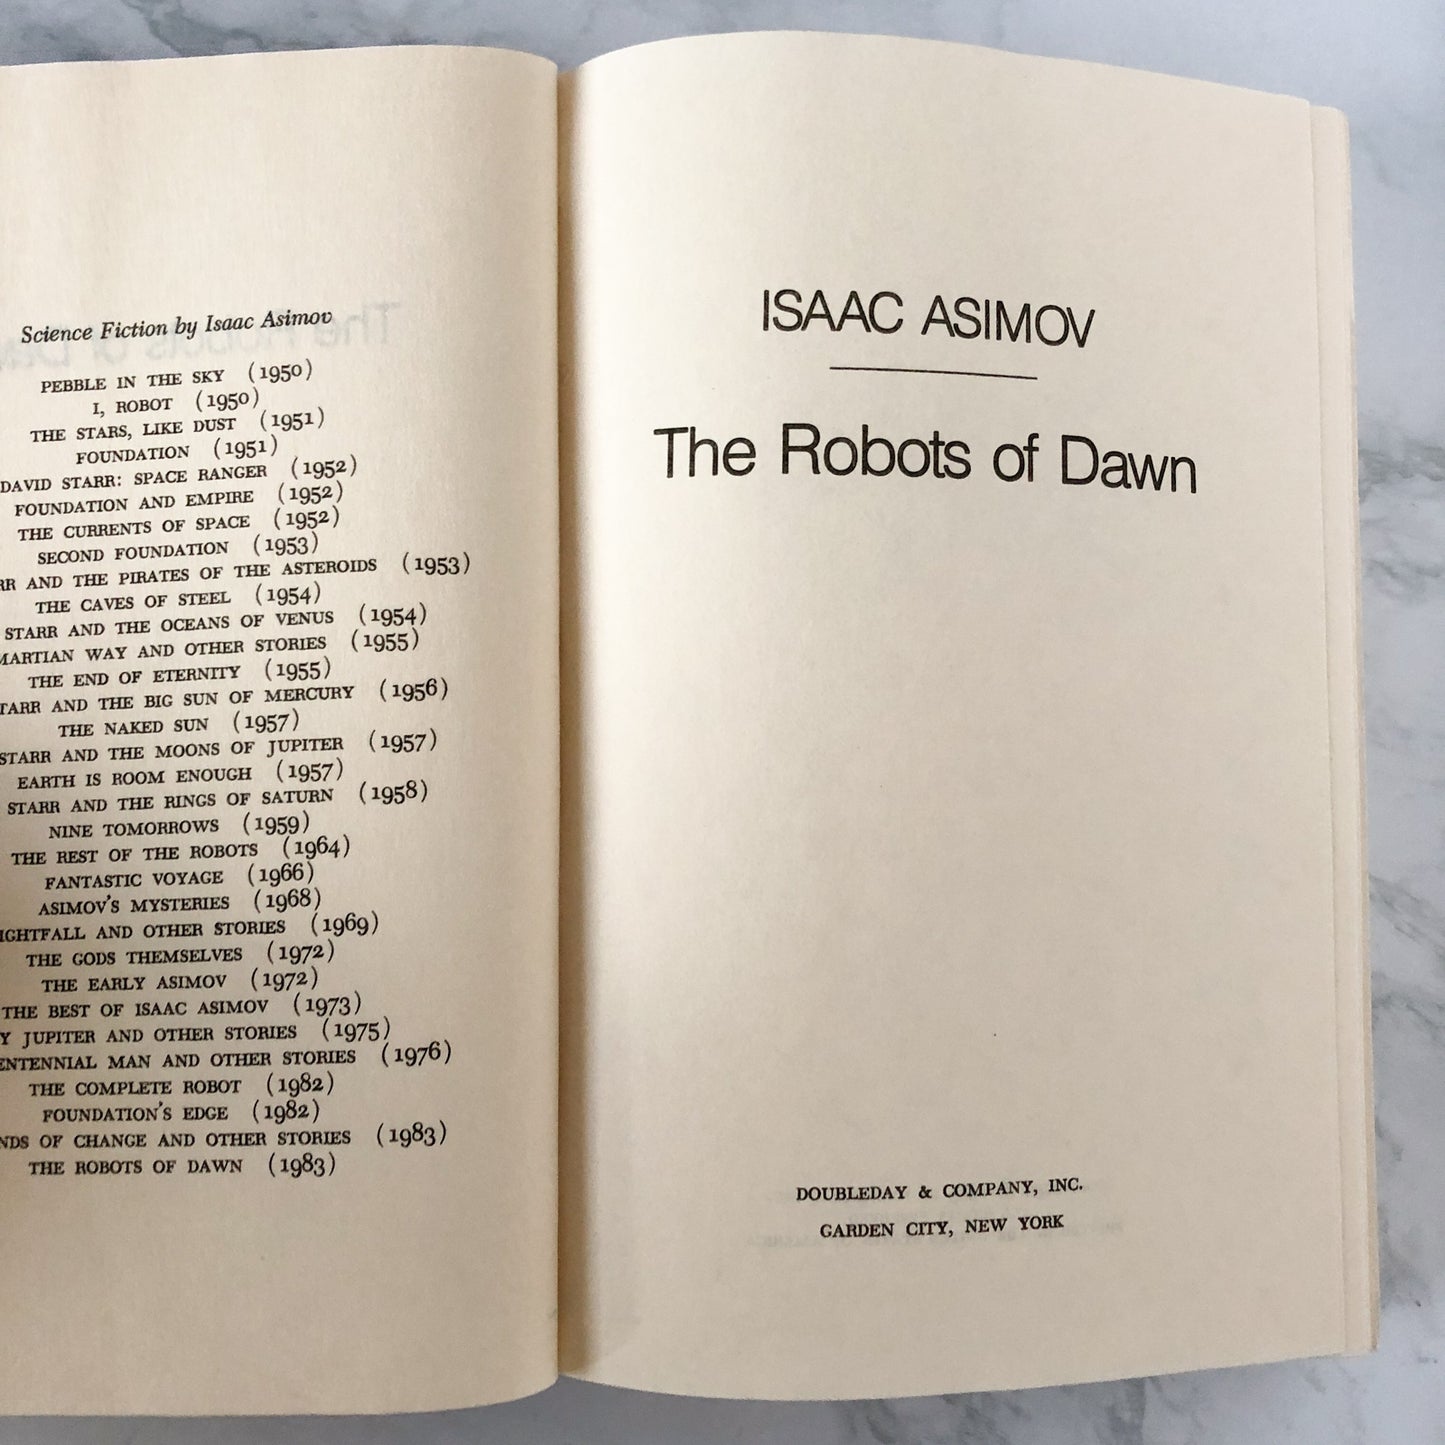 Science Fiction by Isaac Asimov
PEBBLE IN THE SKY (1950)
I, ROBOT (1950)
THE STARS, LIKE DUST (1951)
FOUNDATION (1951)
DAVID STARR: SPACE RANGER (1952)
FOUNDATION AND EMPIRE (1952)
THE CURRENTS OF SPACE (1952)
SECOND FOUNDATION (1953)
RR AND THE PIRATES OF THE ASTEROIDS (1953)
THE CAVES OF STEEL (1954)
STARR AND THE OCEANS OF VENUS (1954)
MARTIAN WAY AND OTHER STORIES (1955)
THE END OF ETERNITY (1955)
TARR AND THE BIG SUN OF MERCURY (1956)
THE NAKED SUN (1957)
STARR AND THE MOONS OF JUPITER (1957)
EARTH IS ROOM ENOUGH (1957)
STARR AND THE RINGS OF SATURN (1958)
NINE TOMORROWS (1959)
THE REST OF THE ROBOTS (1964)
FANTASTIC VOYAGE (1966)
ASIMOV'S MYSTERIES (1968)
IGHTFALL AND OTHER STORIES (1969)
THE GODS THEMSELVES (1972)
THE EARLY ASIMOV (1972)
THE BEST OF ISAAC ASIMOV (1973)
Y JUPITER AND OTHER STORIES (1975)
ENTENNIAL MAN AND OTHER STORIES (1976)
THE COMPLETE ROBOT (1982)
FOUNDATION'S EDGE (1982)
NDS OF CHANGE AND OTHER STORIES (1983)
THE ROBOTS OF DAWN (1983)
ISAAC ASIMOV
The Robots of Dawn
DOUBLEDAY & COMPANY, INC.
GARDEN CITY, NEW YORK